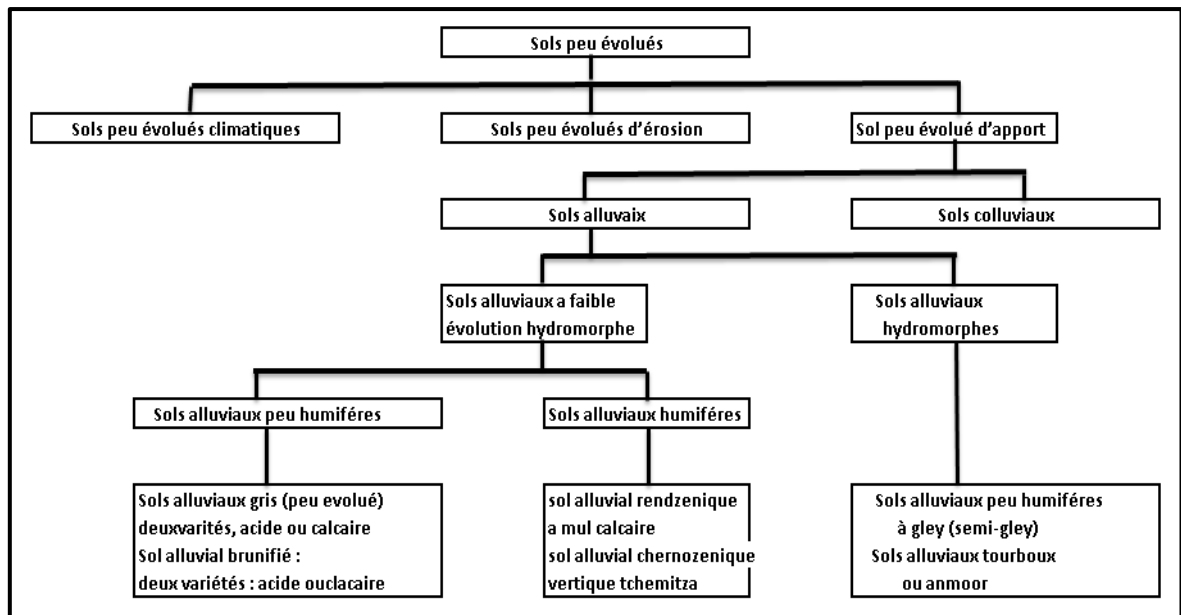 Sols peu évolués
Sols peu évolués climatiques
Sols peu évolués d'érosion
Sol peu évolué d'apport
Sols alluvaix
Sols colluviaux
Sols alluviaux a faible
évolution hydromorphe
Sols alluviaux
hydromorphes
Sols alluviaux peu humiféres
Sols alluviaux humiféres
Sols alluviaux gris (peu evolué)
deuxvarités, acide ou calcaire
Sol alluvial brunifié :
deux variétés : acide ouclacaire
sol alluvial rendzenique
a mul calcaire
sol alluvial chernozenique
vertique tchemitza
Sols alluviaux peu humiféres
à gley (semi-gley)
Sols alluviaux tourboux
ou anmoor